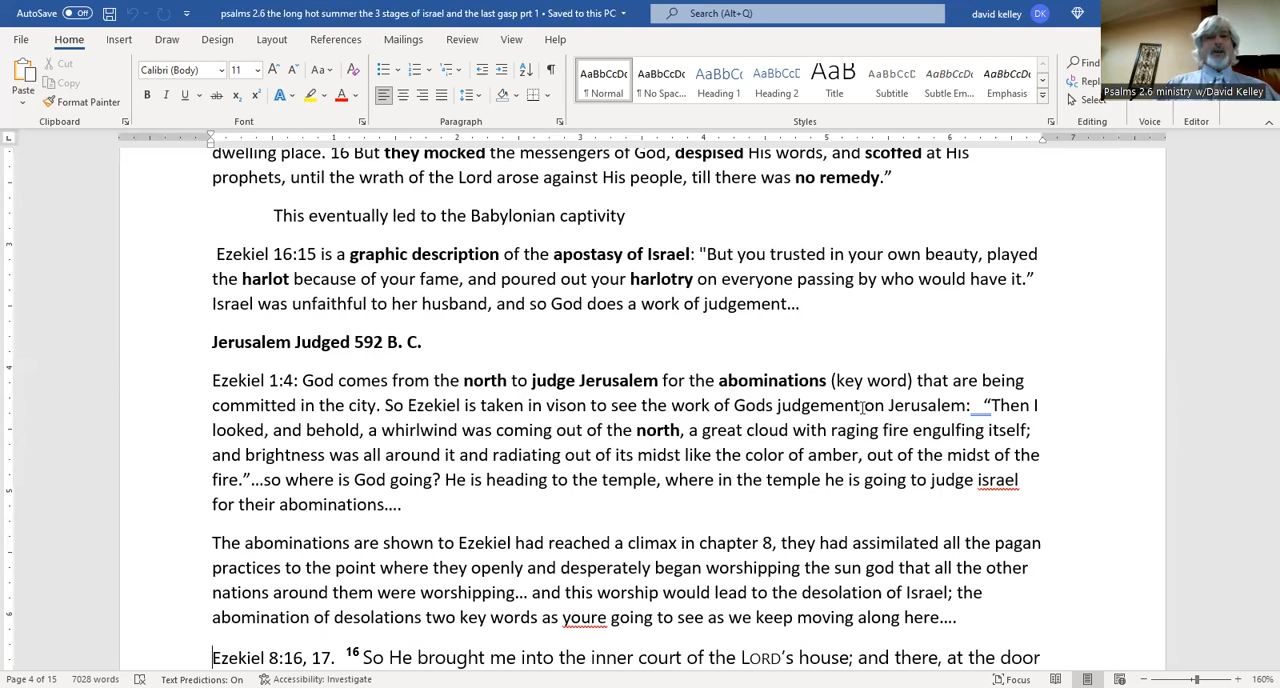 AutoSave Off psalms 2.6 the long hot summer the 3 stages of israel and the last gasp prt 1 • Saved to this PC Search (Alt+Q) david kelley DK
File Home Insert Draw Design Layout References Mailings Review View Help
Paste Cut Copy Format Painter
Calibri (Body) 11
AaBbCcDc AaBbCcDc AaBbCc AaBbCcC AaB AaBbCcD AaBbCcDc AaBbCcDc
Normal No Spac... Heading 1 Heading 2 Title Subtitle Subtle Em... Emphasis
Find
Repl
Select
Psalms 2.6 ministry w/David Kelley
Clipboard Font Paragraph Styles Editing Voice Editor
dwelling place. 16 But they mocked the messengers of God, despised His words, and scoffed at His
prophets, until the wrath of the Lord arose against His people, till there was no remedy.”
This eventually led to the Babylonian captivity
Ezekiel 16:15 is a graphic description of the apostasy of Israel: "But you trusted in your own beauty, played
the harlot because of your fame, and poured out your harlotry on everyone passing by who would have it.”
Israel was unfaithful to her husband, and so God does a work of judgement...
Jerusalem Judged 592 B. C.
Ezekiel 1:4: God comes from the north to judge Jerusalem for the abominations (key word) that are being
committed in the city. So Ezekiel is taken in vison to see the work of Gods judgement on Jerusalem: “Then I
looked, and behold, a whirlwind was coming out of the north, a great cloud with raging fire engulfing itself;
and brightness was all around it and radiating out of its midst like the color of amber, out of the midst of the
fire.”...so where is God going? He is heading to the temple, where in the temple he is going to judge israel
for their abominations....
The abominations are shown to Ezekiel had reached a climax in chapter 8, they had assimilated all the pagan
practices to the point where they openly and desperately began worshipping the sun god that all the other
nations around them were worshipping... and this worship would lead to the desolation of Israel; the
abomination of desolations two key words as youre going to see as we keep moving along here....
Ezekiel 8:16, 17. 16 So He brought me into the inner court of the LORD’s house; and there, at the door
Page 4 of 15 7028 words Text Predictions: On Accessibility: Investigate Focus 160%